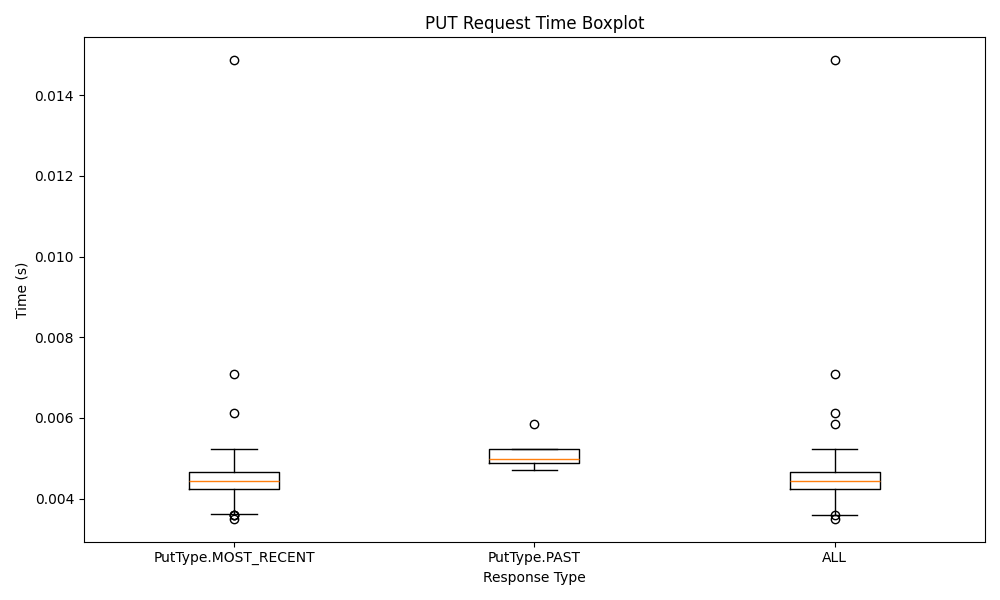 PUT Request Time Boxplot
0.014
0.012
0.010
0.008
0.006
0.004
Time (s)
PutType.MOST_RECENT
PutType.PAST
ALL
Response Type